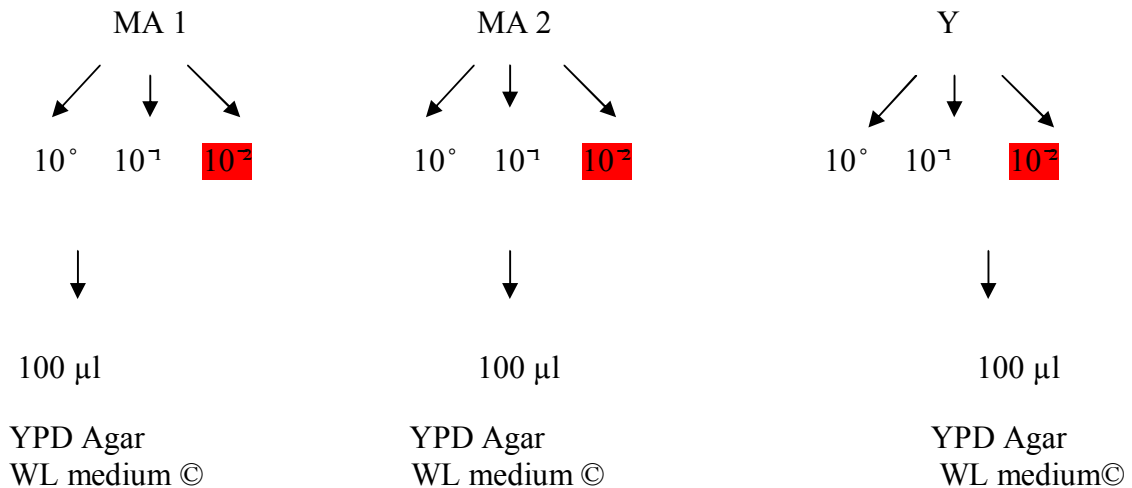 MA 1 MA 2 Y
10° 10⁻¹ 10⁻² 10° 10⁻¹ 10⁻² 10° 10⁻¹ 10⁻²
100 µl 100 µl 100 µl
YPD Agar YPD Agar YPD Agar
WL medium © WL medium © WL medium©